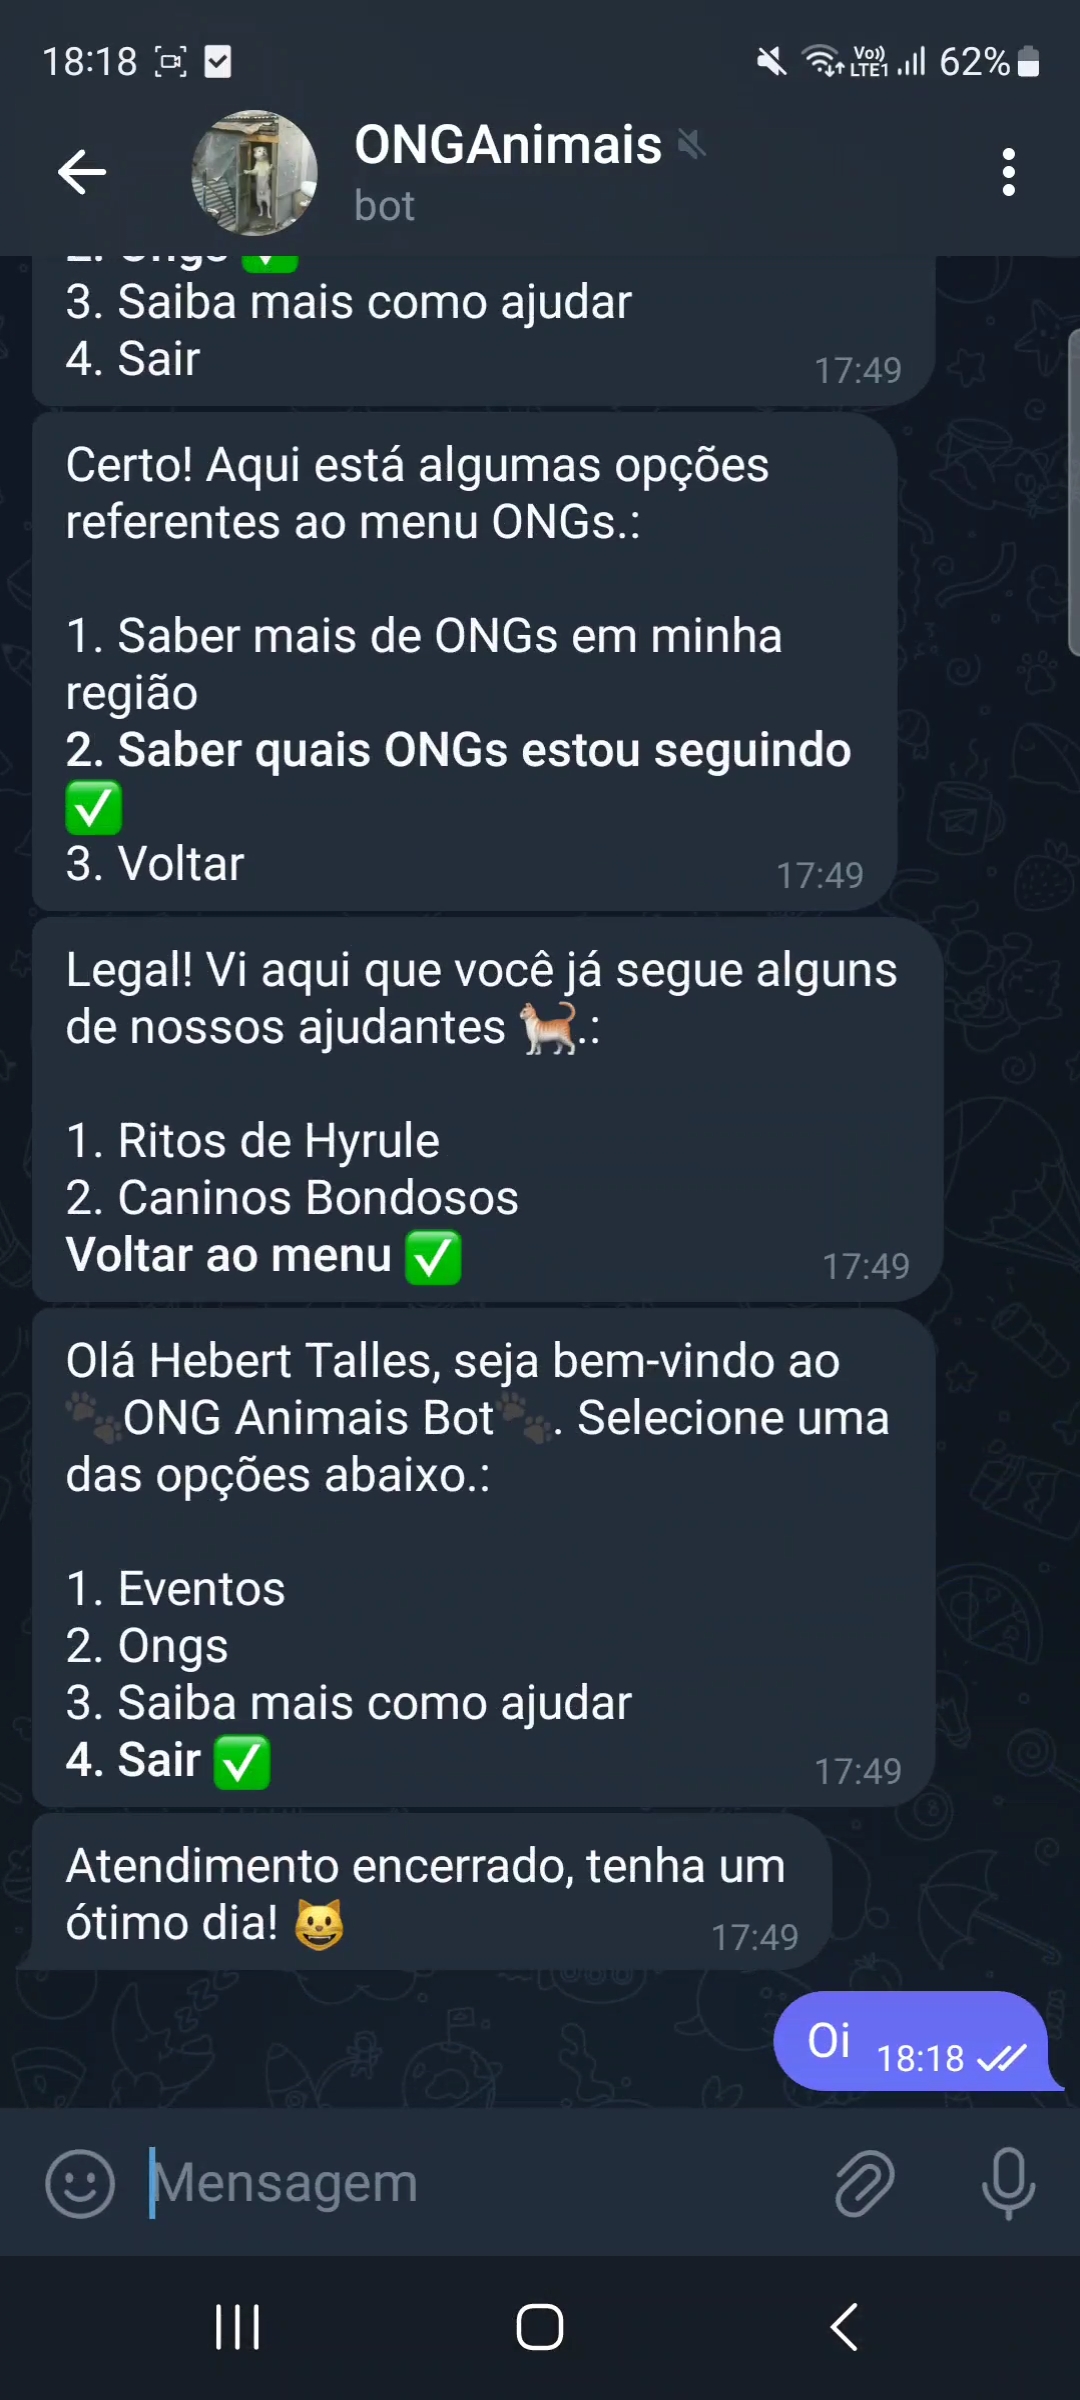 18:18
Vo))
LTE1
62%
ONGAnimais
bot
2. Ongs ✅
3. Saiba mais como ajudar
4. Sair
17:49
Certo! Aqui está algumas opções
referentes ao menu ONGs.:
1. Saber mais de ONGs em minha
região
2. Saber quais ONGs estou seguindo
✅
3. Voltar
17:49
Legal! Vi aqui que você já segue alguns
de nossos ajudantes 🐈.:
1. Ritos de Hyrule
2. Caninos Bondosos
Voltar ao menu ✅
17:49
Olá Hebert Talles, seja bem-vindo ao
🐾ONG Animais Bot🐾. Selecione uma
das opções abaixo.:
1. Eventos
2. Ongs
3. Saiba mais como ajudar
4. Sair ✅
17:49
Atendimento encerrado, tenha um
ótimo dia! 😺
17:49
Oi
18:18
Mensagem